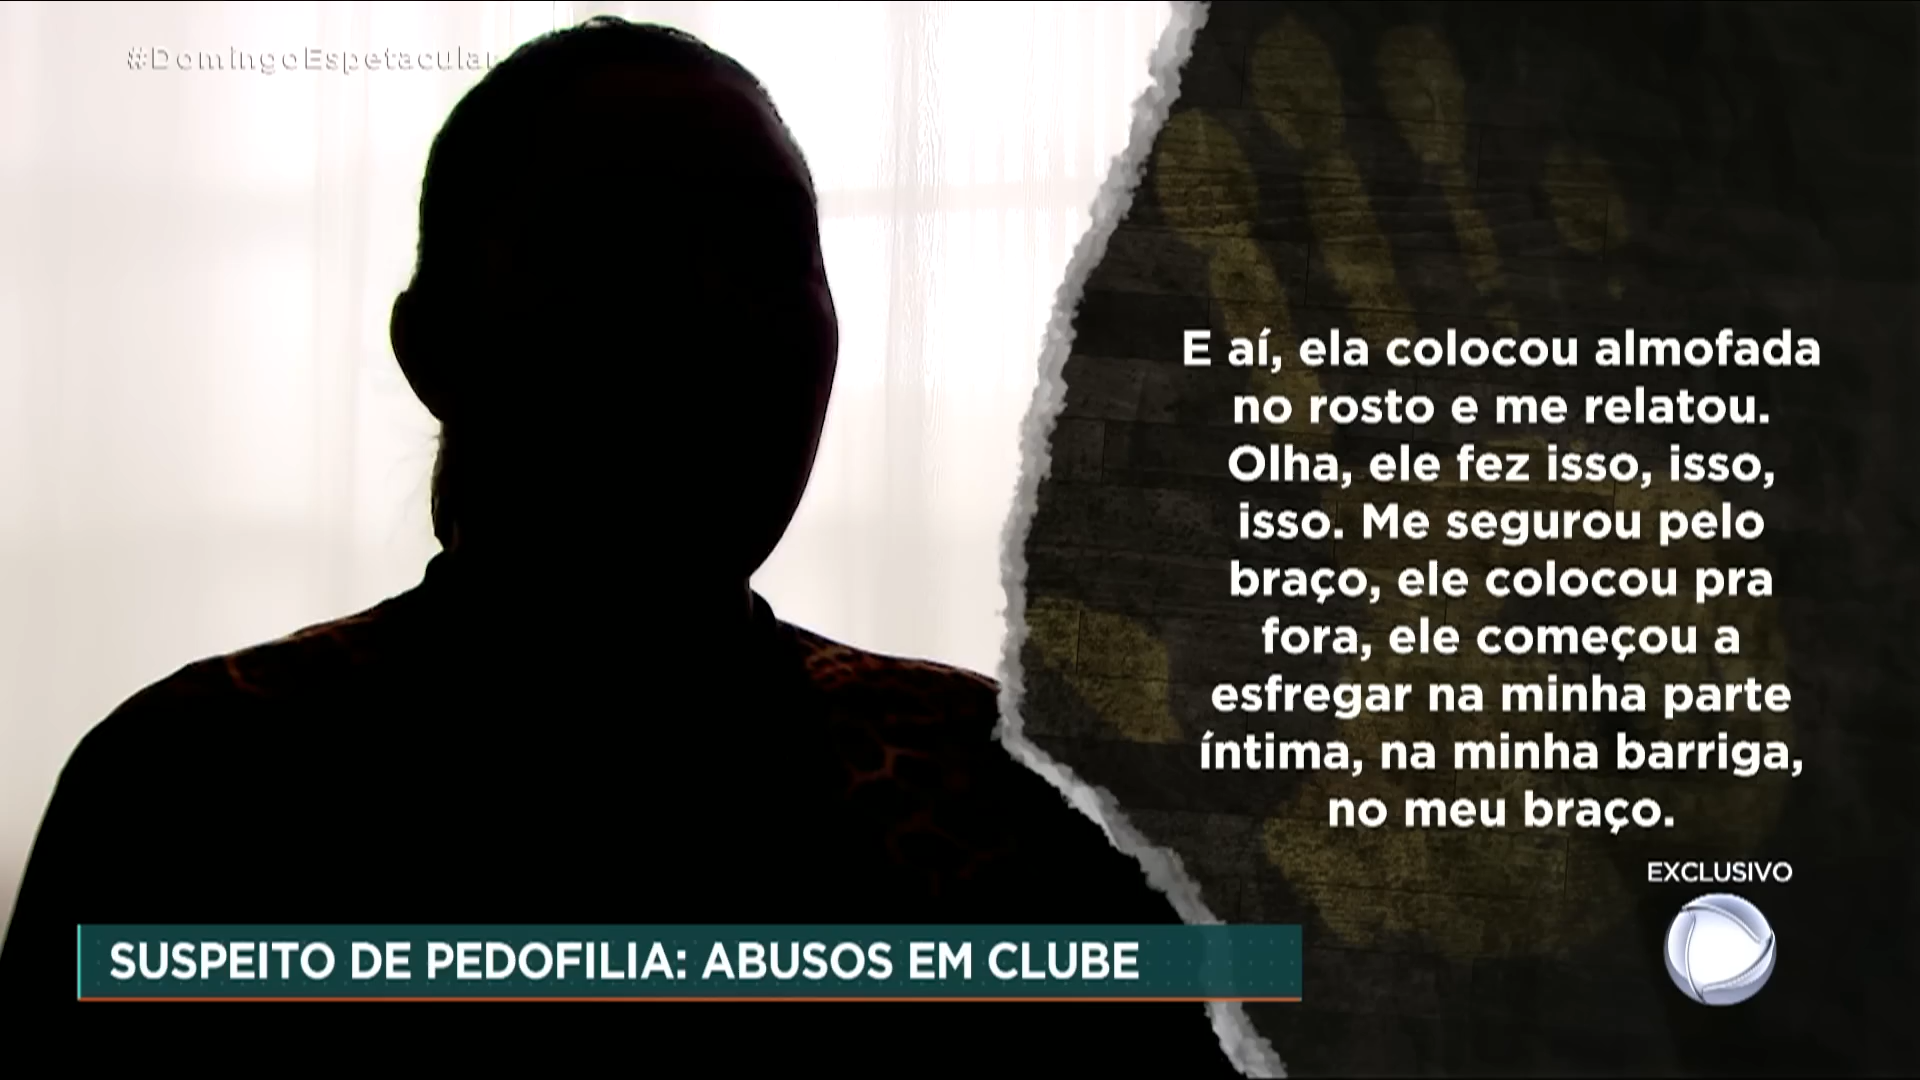 #DomingoEspetacular
E aí, ela colocou almofada
no rosto e me relatou.
Olha, ele fez isso, isso,
isso. Me segurou pelo
braço, ele colocou pra
fora, ele começou a
esfregar na minha parte
íntima, na minha barriga,
no meu braço.
EXCLUSIVO
SUSPEITO DE PEDOFILIA: ABUSOS EM CLUBE